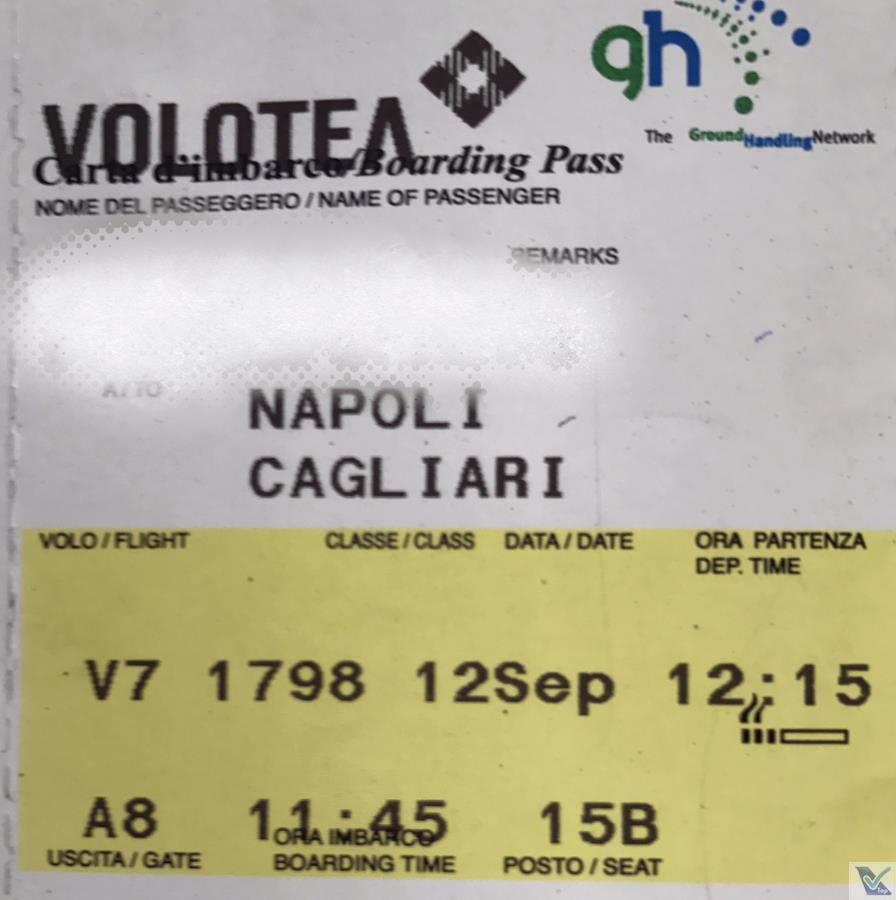 gh
VOLOTEA
The GroundHandlingNetwork
Carta d'imbarco/Boarding Pass
NOME DEL PASSEGGERO / NAME OF PASSENGER
REMARKS
A / TO
NAPOLI
CAGLIARI
VOLO / FLIGHT CLASSE / CLASS DATA / DATE ORA PARTENZA
DEP. TIME
V7 1798 12Sep 12:15
A8 11:45 15B
ORA IMBARCO
USCITA / GATE BOARDING TIME POSTO / SEAT